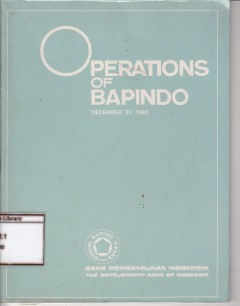 OPERATIONS
OF
BAPINDO
DECEMBER 31, 1982
Library
BANK PEMBANGUNAN INDONESIA
THE DEVELOPMENT BANK OF INDONESIA